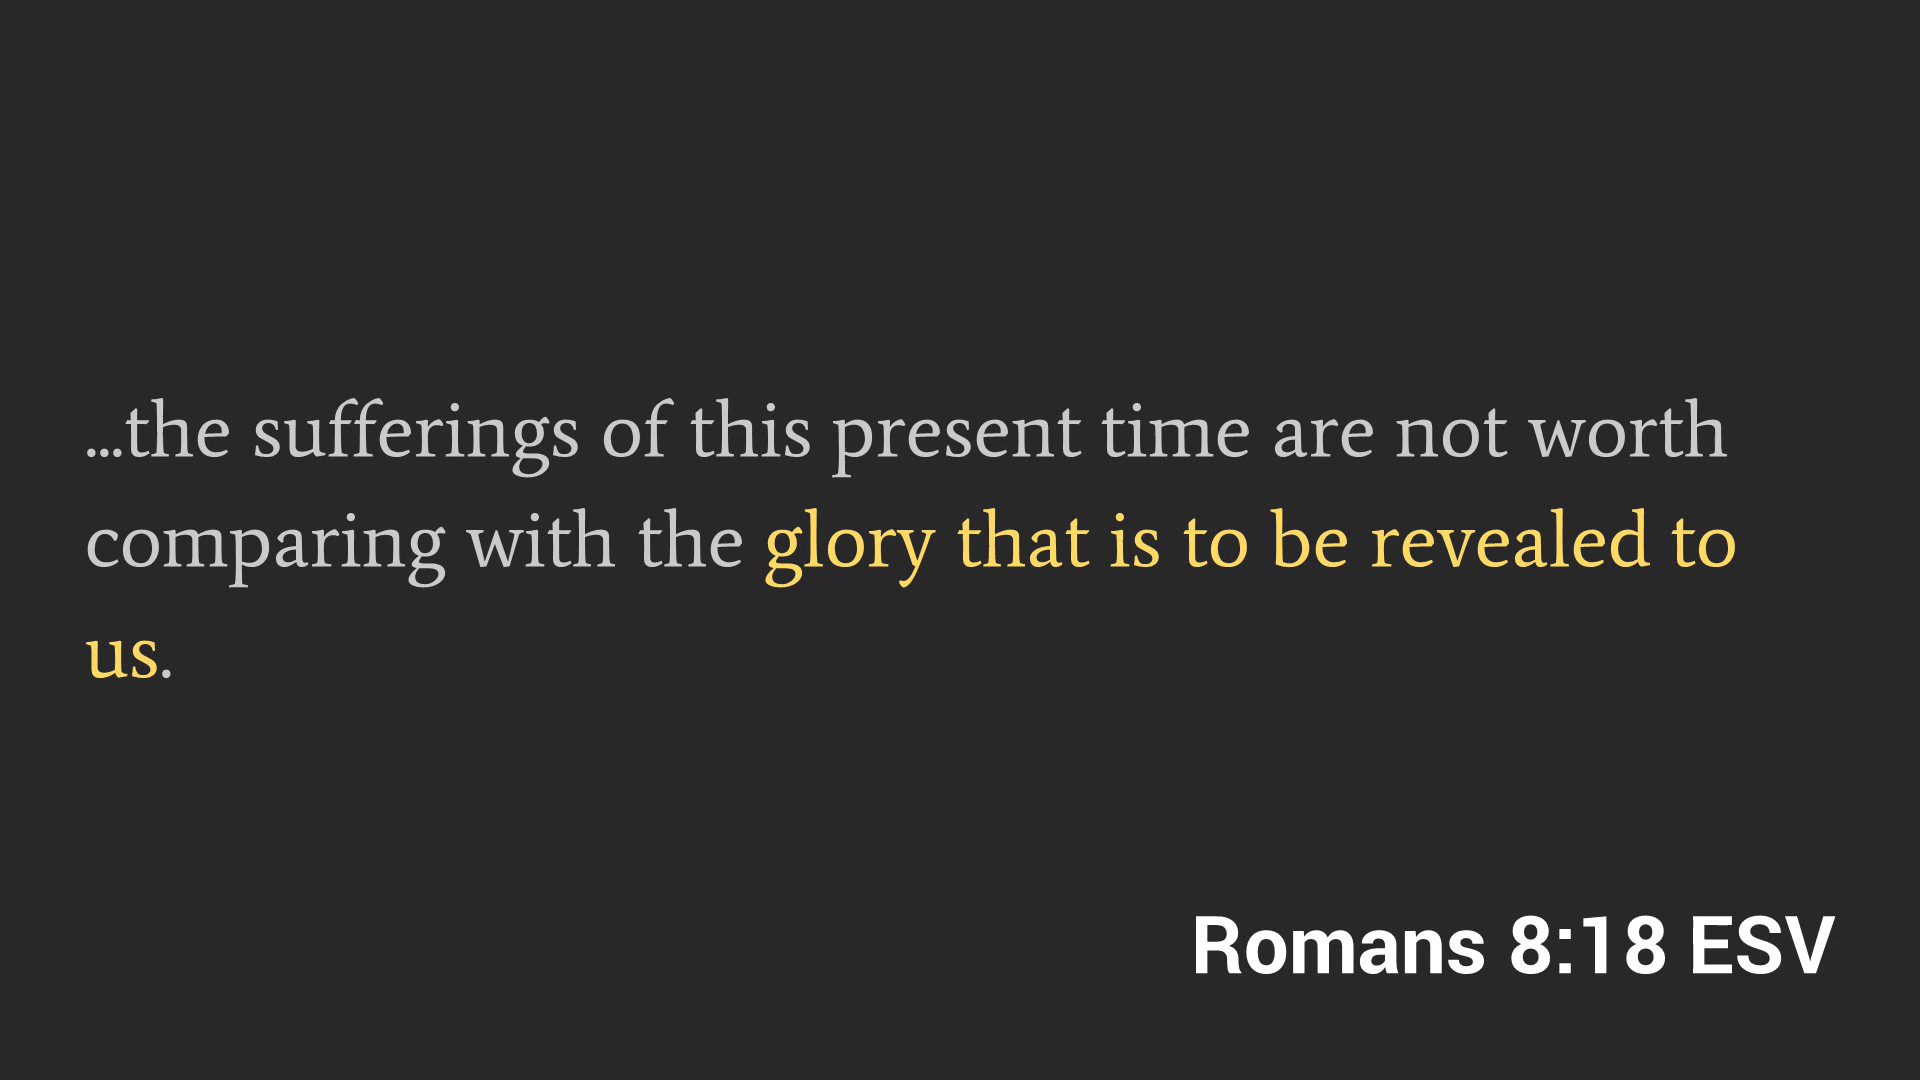 …the sufferings of this present time are not worth
comparing with the glory that is to be revealed to
us.
Romans 8:18 ESV